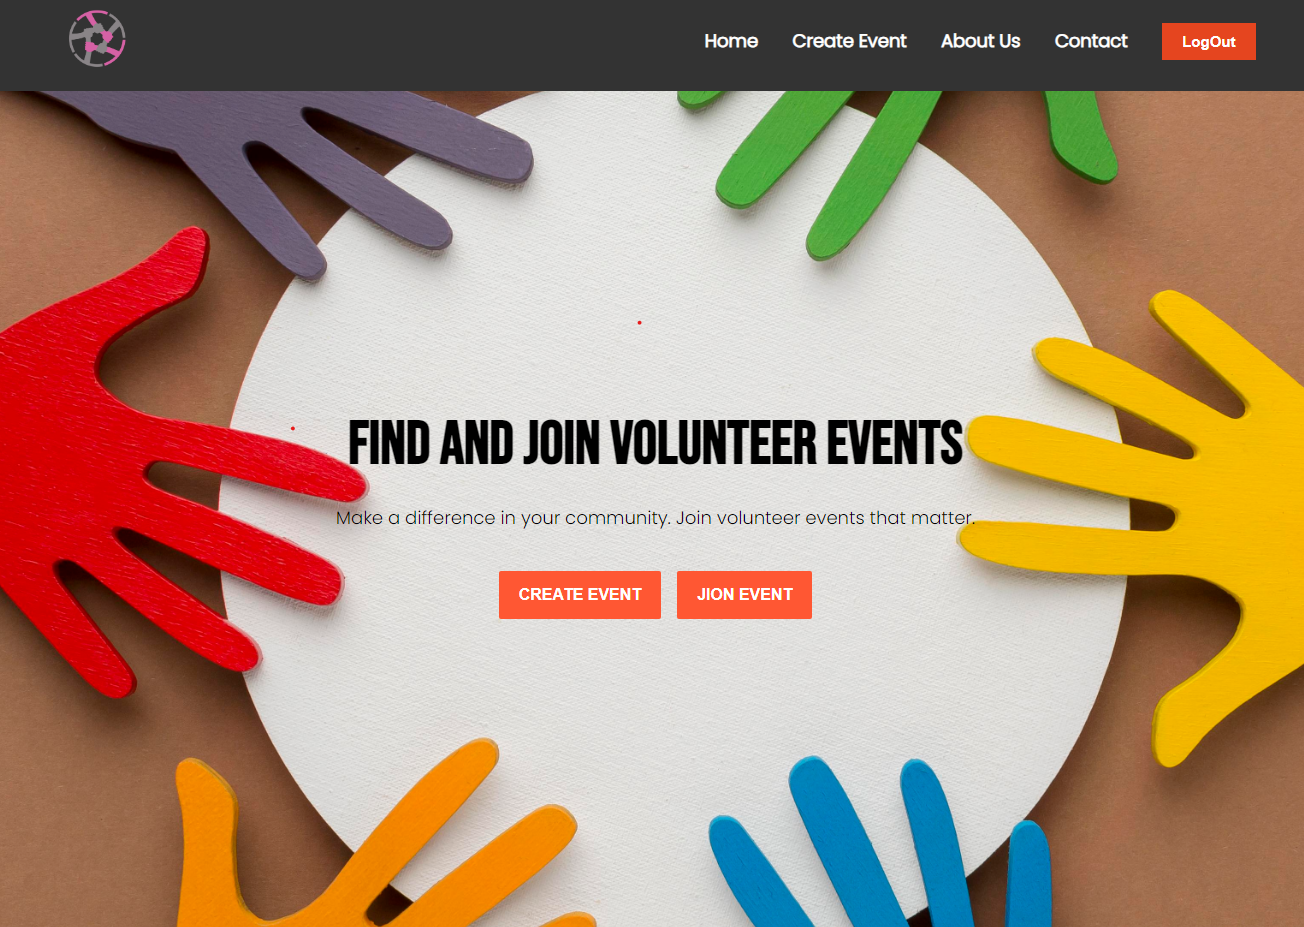 Home Create Event About Us Contact LogOut
FIND AND JOIN VOLUNTEER EVENTS
Make a difference in your community. Join volunteer events that matter.
CREATE EVENT JION EVENT